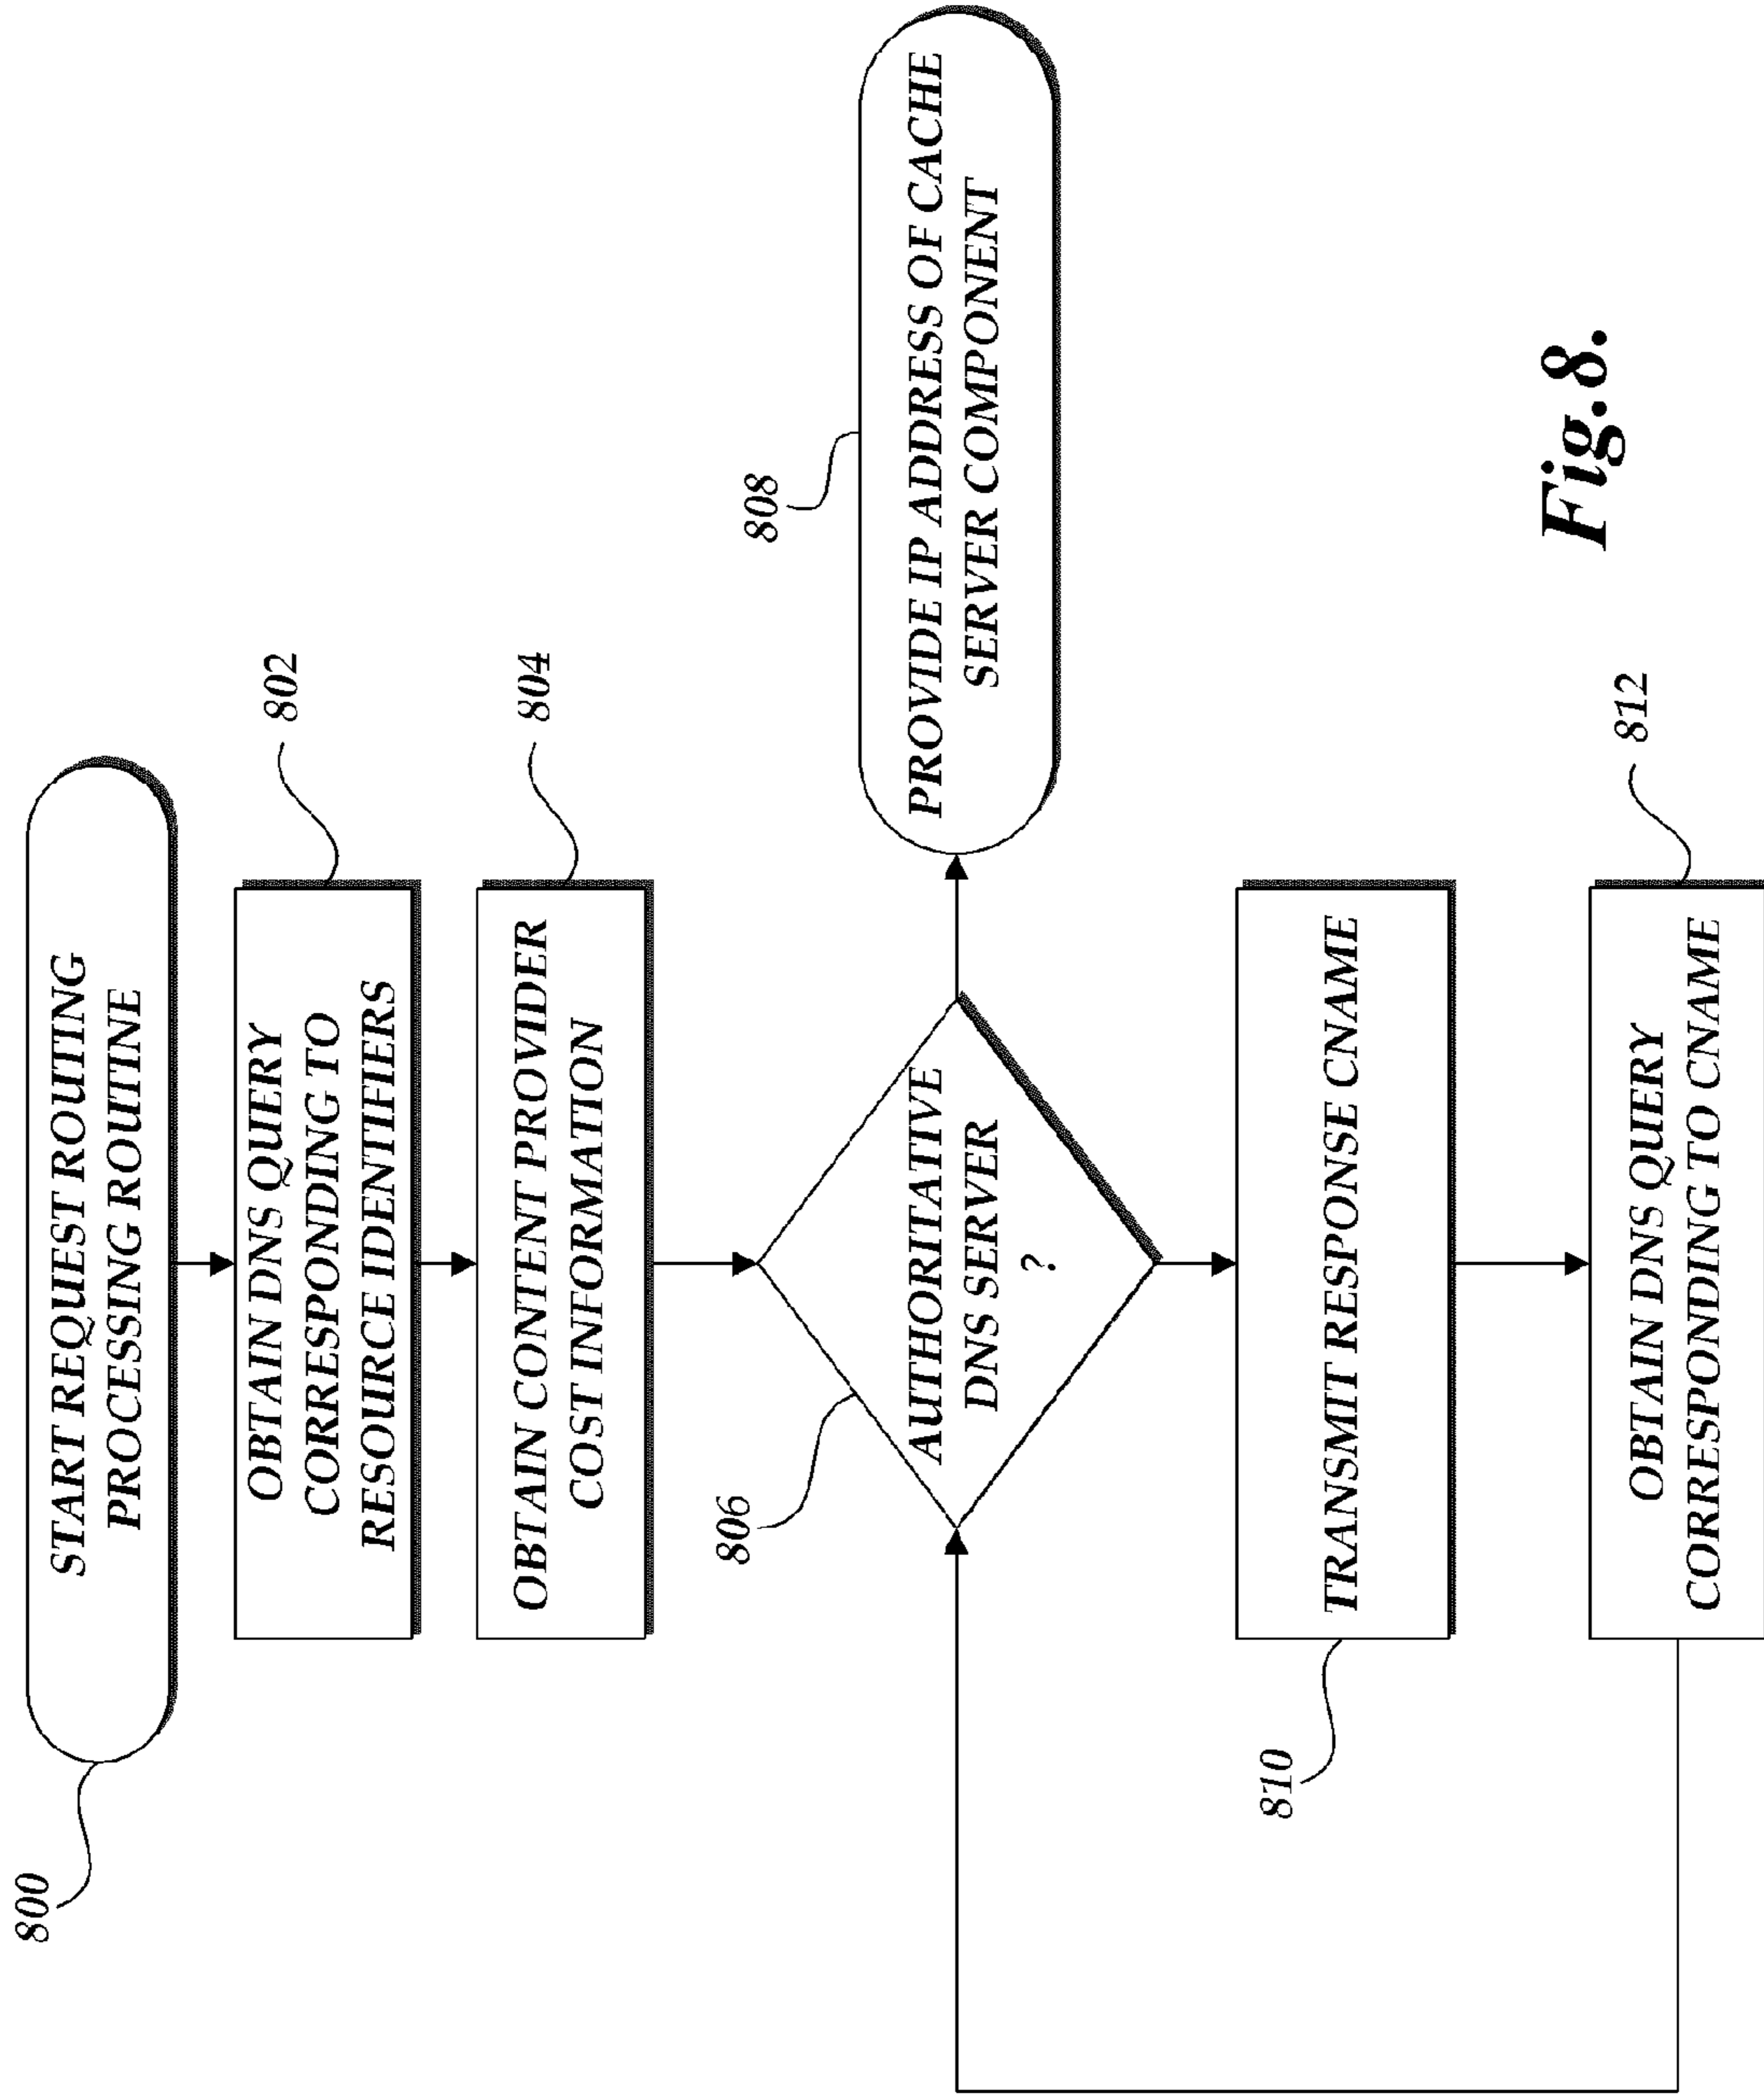 800
START REQUEST ROUTING
PROCESSING ROUTINE
802
OBTAIN DNS QUERY
CORRESPONDING TO
RESOURCE IDENTIFIERS
804
OBTAIN CONTENT PROVIDER
COST INFORMATION
806
AUTHORITATIVE
DNS SERVER
?
808
PROVIDE IP ADDRESS OF CACHE
SERVER COMPONENT
810
TRANSMIT RESPONSE CNAME
812
OBTAIN DNS QUERY
CORRESPONDING TO CNAME
Fig.8.